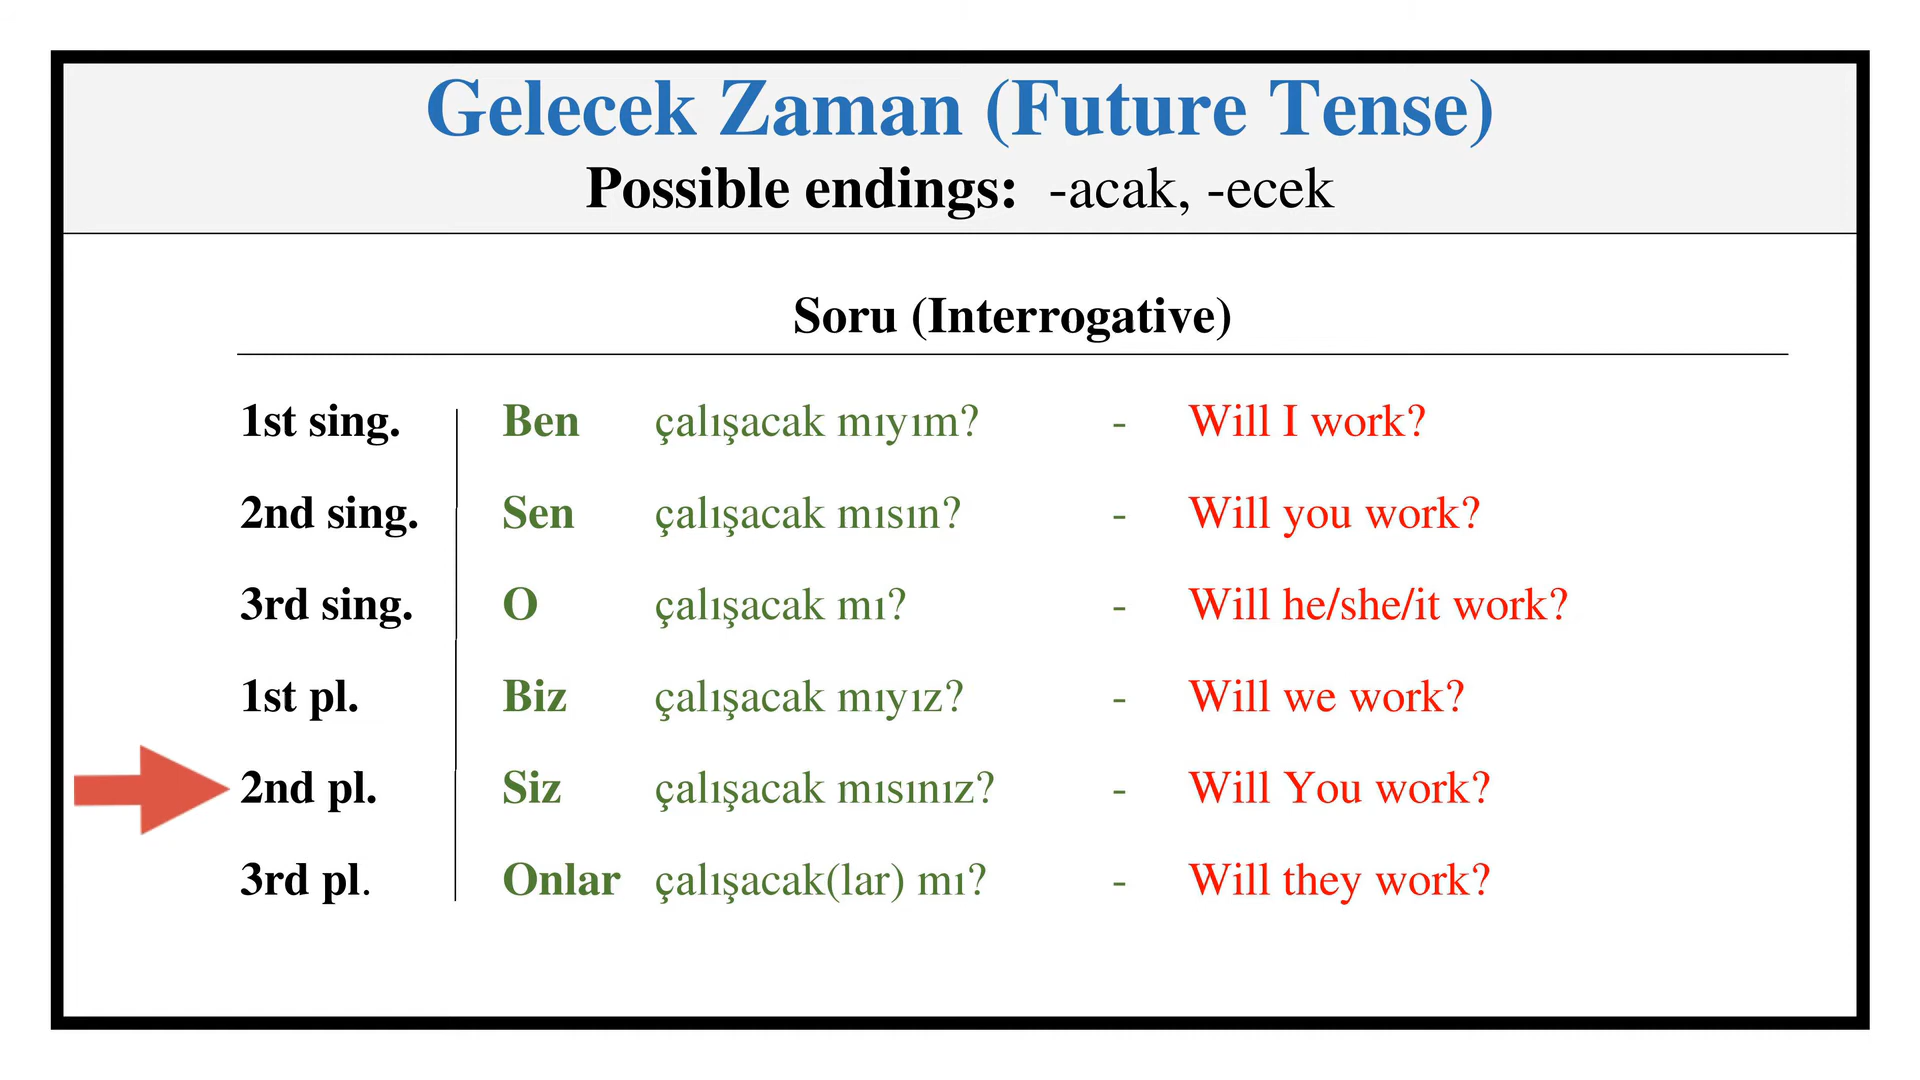 Gelecek Zaman (Future Tense)
Possible endings: -acak, -ecek
Soru (Interrogative)
1st sing. Ben çalışacak mıyım? - Will I work?
2nd sing. Sen çalışacak mısın? - Will you work?
3rd sing. O çalışacak mı? - Will he/she/it work?
1st pl. Biz çalışacak mıyız? - Will we work?
2nd pl. Siz çalışacak mısınız? - Will You work?
3rd pl. Onlar çalışacak(lar) mı? - Will they work?